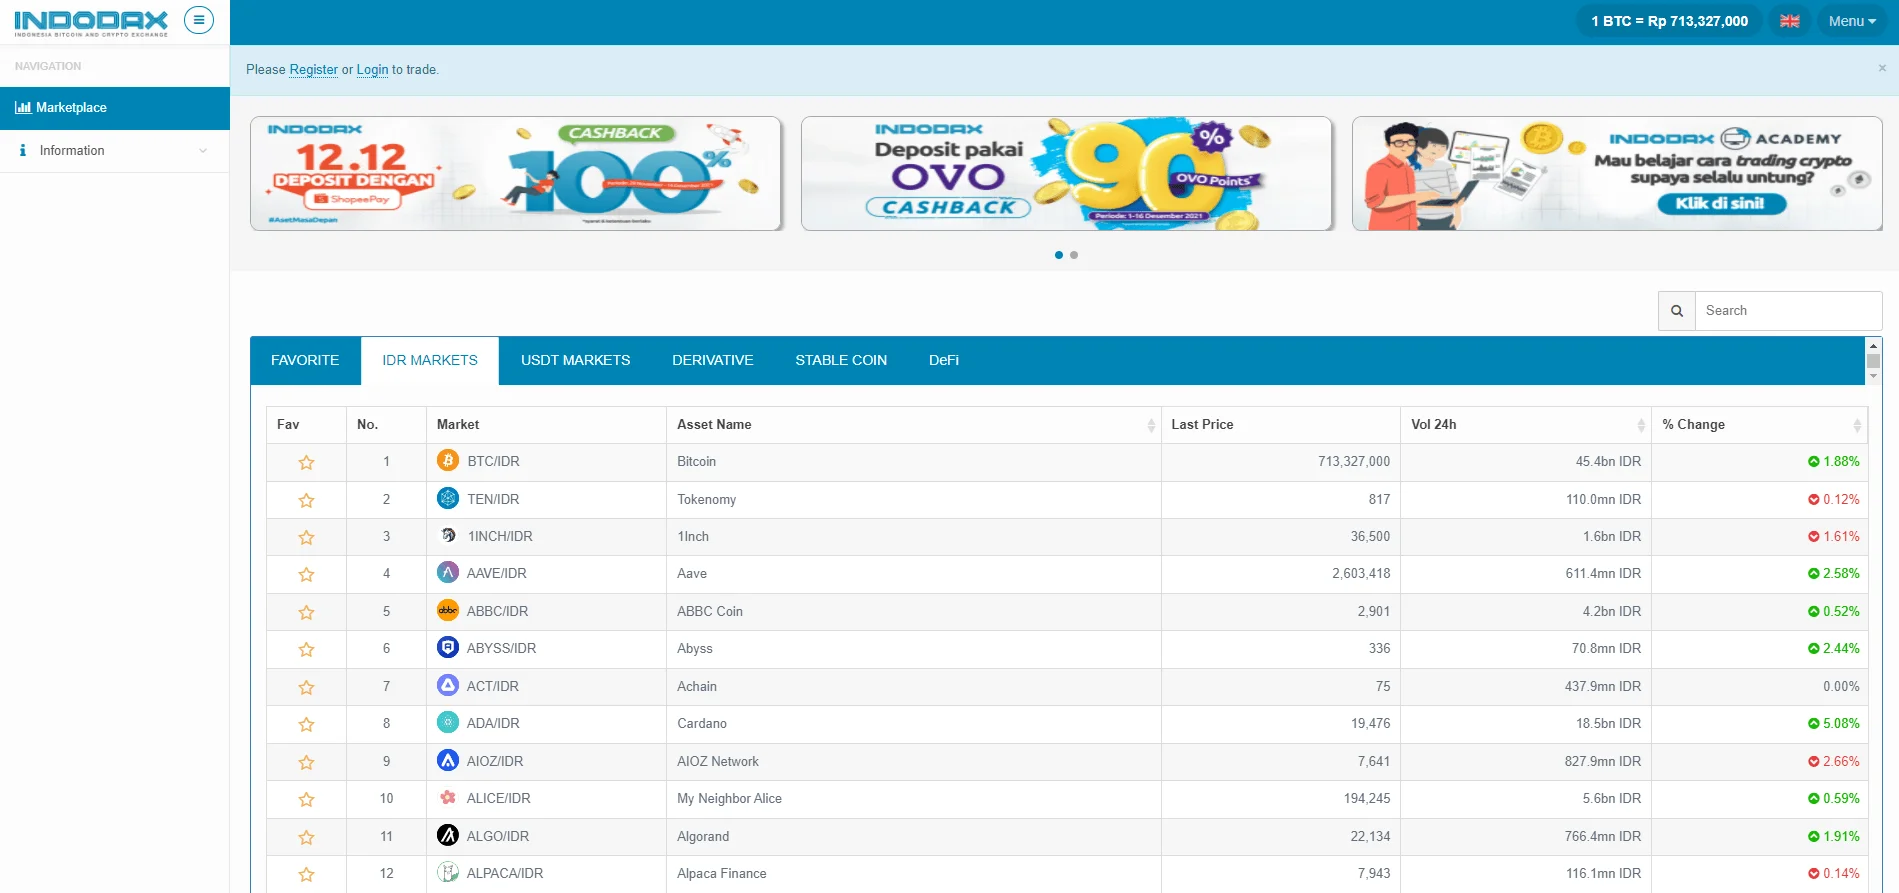 INDODAX
INDONESIA BITCOIN AND CRYPTO EXCHANGE
1 BTC = Rp 713,327,000
Menu
NAVIGATION
Please Register or Login to trade.
×
Marketplace
Information
INDODAX
12.12
DEPOSIT DENGAN
ShopeePay
#AsetMasaDepan
CASHBACK
100%
INDODAX
Deposit pakai
OVO
CASHBACK
90%
OVO Points*
Periode: 1-16 Desember 2021
INDODAX ACADEMY
Mau belajar cara trading crypto
supaya selalu untung?
Klik di sini!
Search
FAVORITE IDR MARKETS USDT MARKETS DERIVATIVE STABLE COIN DeFi
Fav No. Market Asset Name Last Price Vol 24h % Change
1 BTC/IDR Bitcoin 713,327,000 45.4bn IDR 1.88%
2 TEN/IDR Tokenomy 817 110.0mn IDR 0.12%
3 1INCH/IDR 1Inch 36,500 1.6bn IDR 1.61%
4 AAVE/IDR Aave 2,603,418 611.4mn IDR 2.58%
5 abbc ABBC/IDR ABBC Coin 2,901 4.2bn IDR 0.52%
6 ABYSS/IDR Abyss 336 70.8mn IDR 2.44%
7 ACT/IDR Achain 75 437.9mn IDR 0.00%
8 ADA/IDR Cardano 19,476 18.5bn IDR 5.08%
9 AIOZ/IDR AIOZ Network 7,641 827.9mn IDR 2.66%
10 ALICE/IDR My Neighbor Alice 194,245 5.6bn IDR 0.59%
11 ALGO/IDR Algorand 22,134 766.4mn IDR 1.91%
12 ALPACA/IDR Alpaca Finance 7,943 116.1mn IDR 0.14%